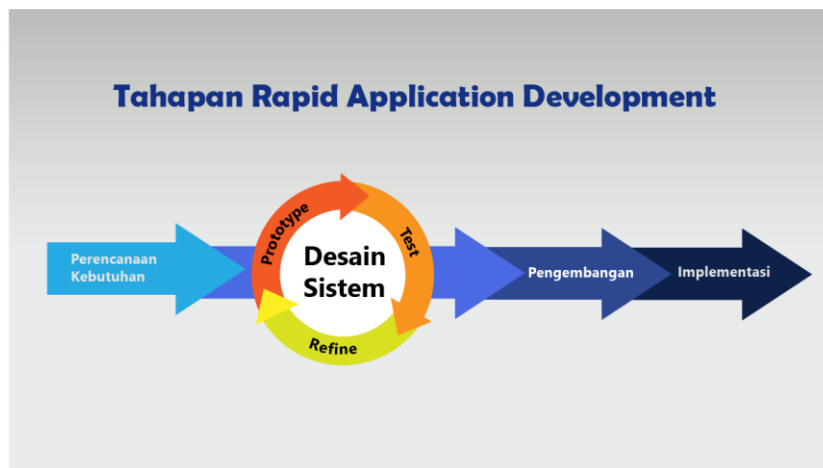 Tahapan Rapid Application Development
Perencanaan
Kebutuhan
Prototype
Test
Refine
Desain
Sistem
Pengembangan
Implementasi